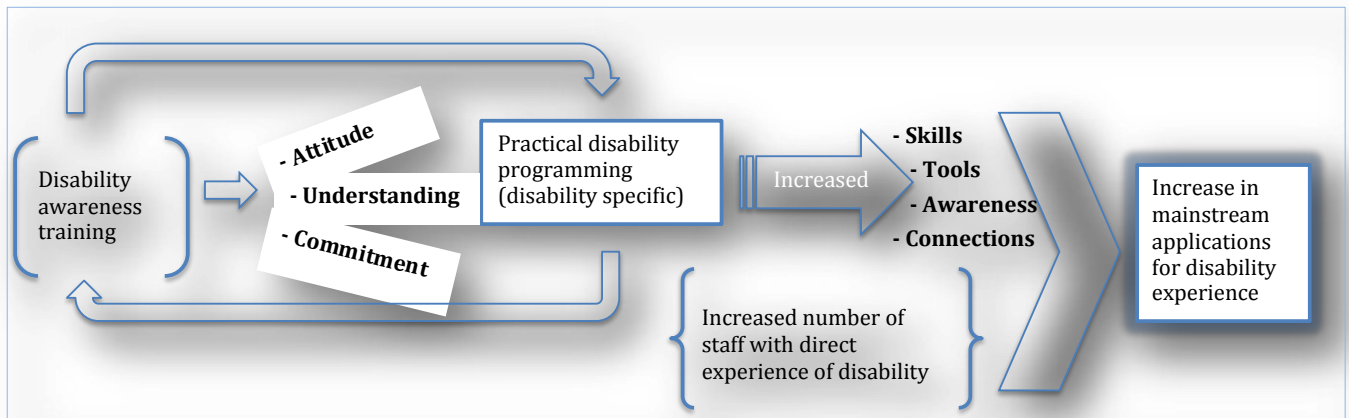 Disability
awareness
training
- Attitude
- Understanding
- Commitment
Practical disability
programming
(disability specific)
Increased
- Skills
- Tools
- Awareness
- Connections
Increased number of
staff with direct
experience of disability
Increase in
mainstream
applications
for disability
experience